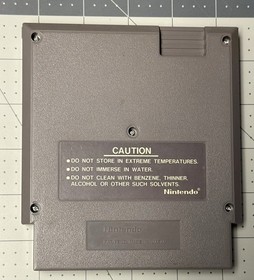 CAUTION
• DO NOT STORE IN EXTREME TEMPERATURES.
• DO NOT IMMERSE IN WATER.
• DO NOT CLEAN WITH BENZENE, THINNER,
ALCOHOL OR OTHER SUCH SOLVENTS.
Nintendo®